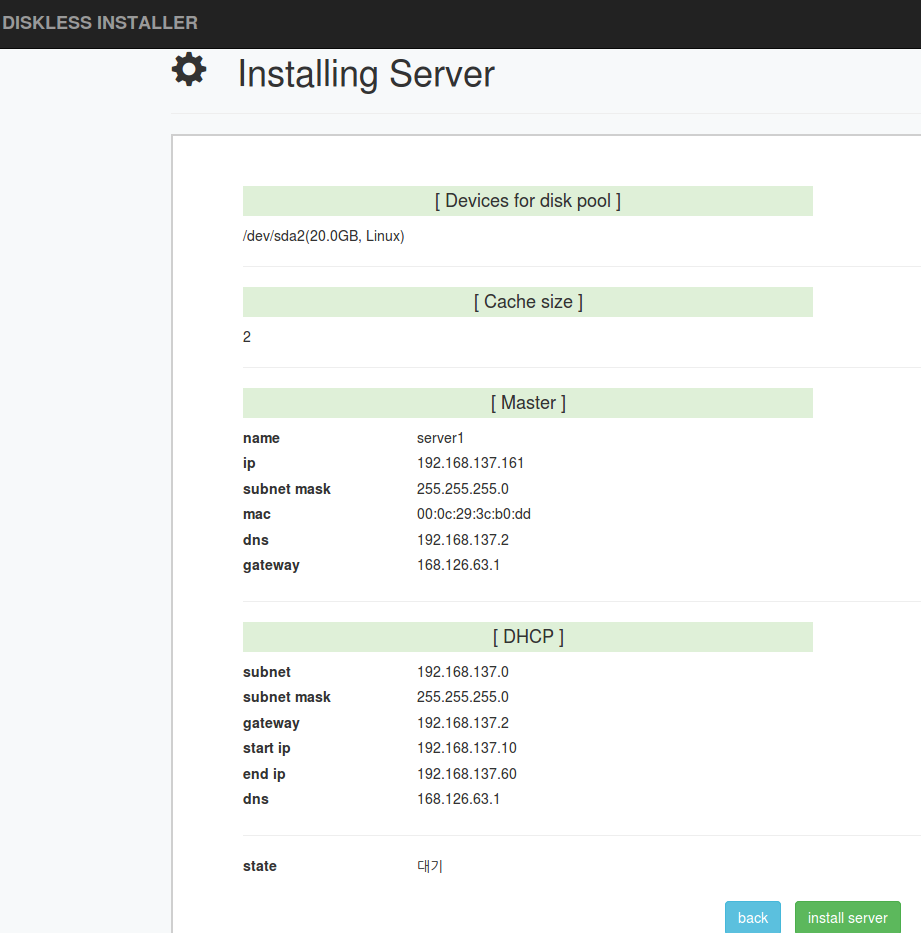 DISKLESS INSTALLER
Installing Server
[ Devices for disk pool ]
/dev/sda2(20.0GB, Linux)
[ Cache size ]
2
[ Master ]
name server1
ip 192.168.137.161
subnet mask 255.255.255.0
mac 00:0c:29:3c:b0:dd
dns 192.168.137.2
gateway 168.126.63.1
[ DHCP ]
subnet 192.168.137.0
subnet mask 255.255.255.0
gateway 192.168.137.2
start ip 192.168.137.10
end ip 192.168.137.60
dns 168.126.63.1
state 대기
back install server